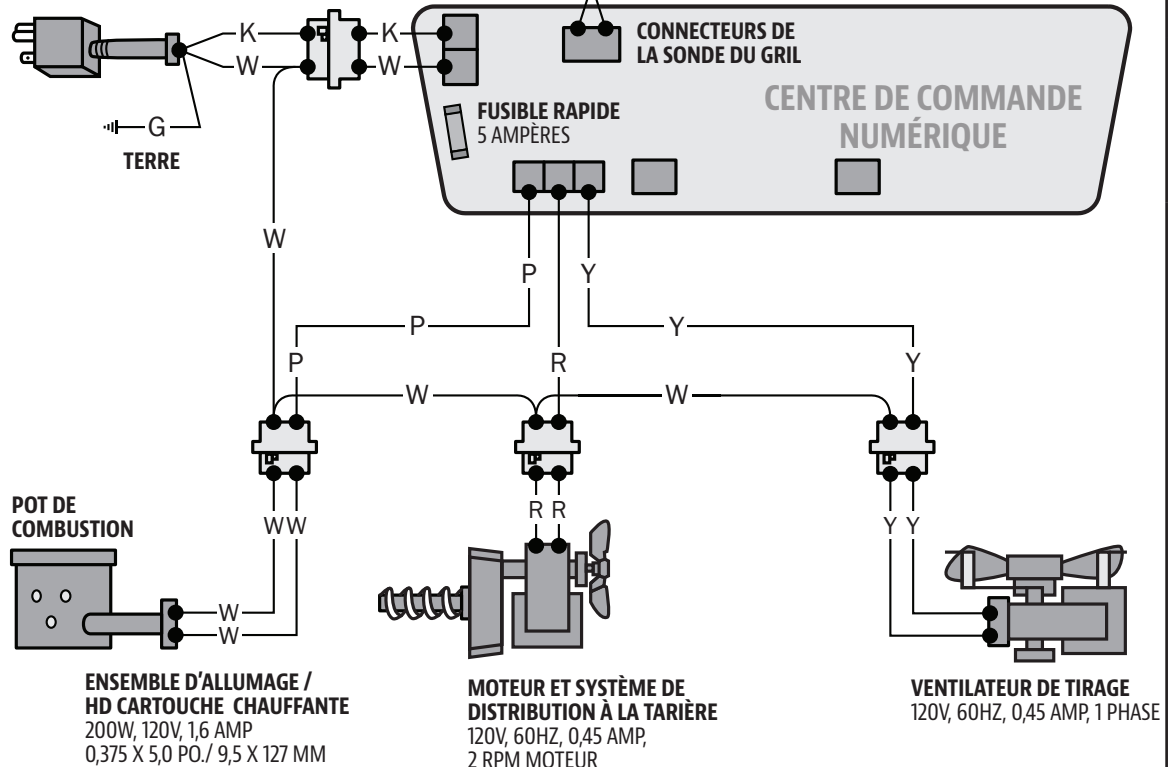 K
K
CONNECTEURS DE
LA SONDE DU GRIL
W
W
CENTRE DE COMMANDE
NUMÉRIQUE
FUSIBLE RAPIDE
5 AMPÈRES
G
TERRE
W
P
Y
P
Y
P
R
Y
W
W
POT DE
COMBUSTION
W W
R R
Y Y
W
W
ENSEMBLE D'ALLUMAGE /
HD CARTOUCHE CHAUFFANTE
200W, 120V, 1,6 AMP
0,375 X 5,0 PO./ 9,5 X 127 MM
MOTEUR ET SYSTÈME DE
DISTRIBUTION À LA TARIÈRE
120V, 60HZ, 0,45 AMP,
2 RPM MOTEUR
VENTILATEUR DE TIRAGE
120V, 60HZ, 0,45 AMP, 1 PHASE